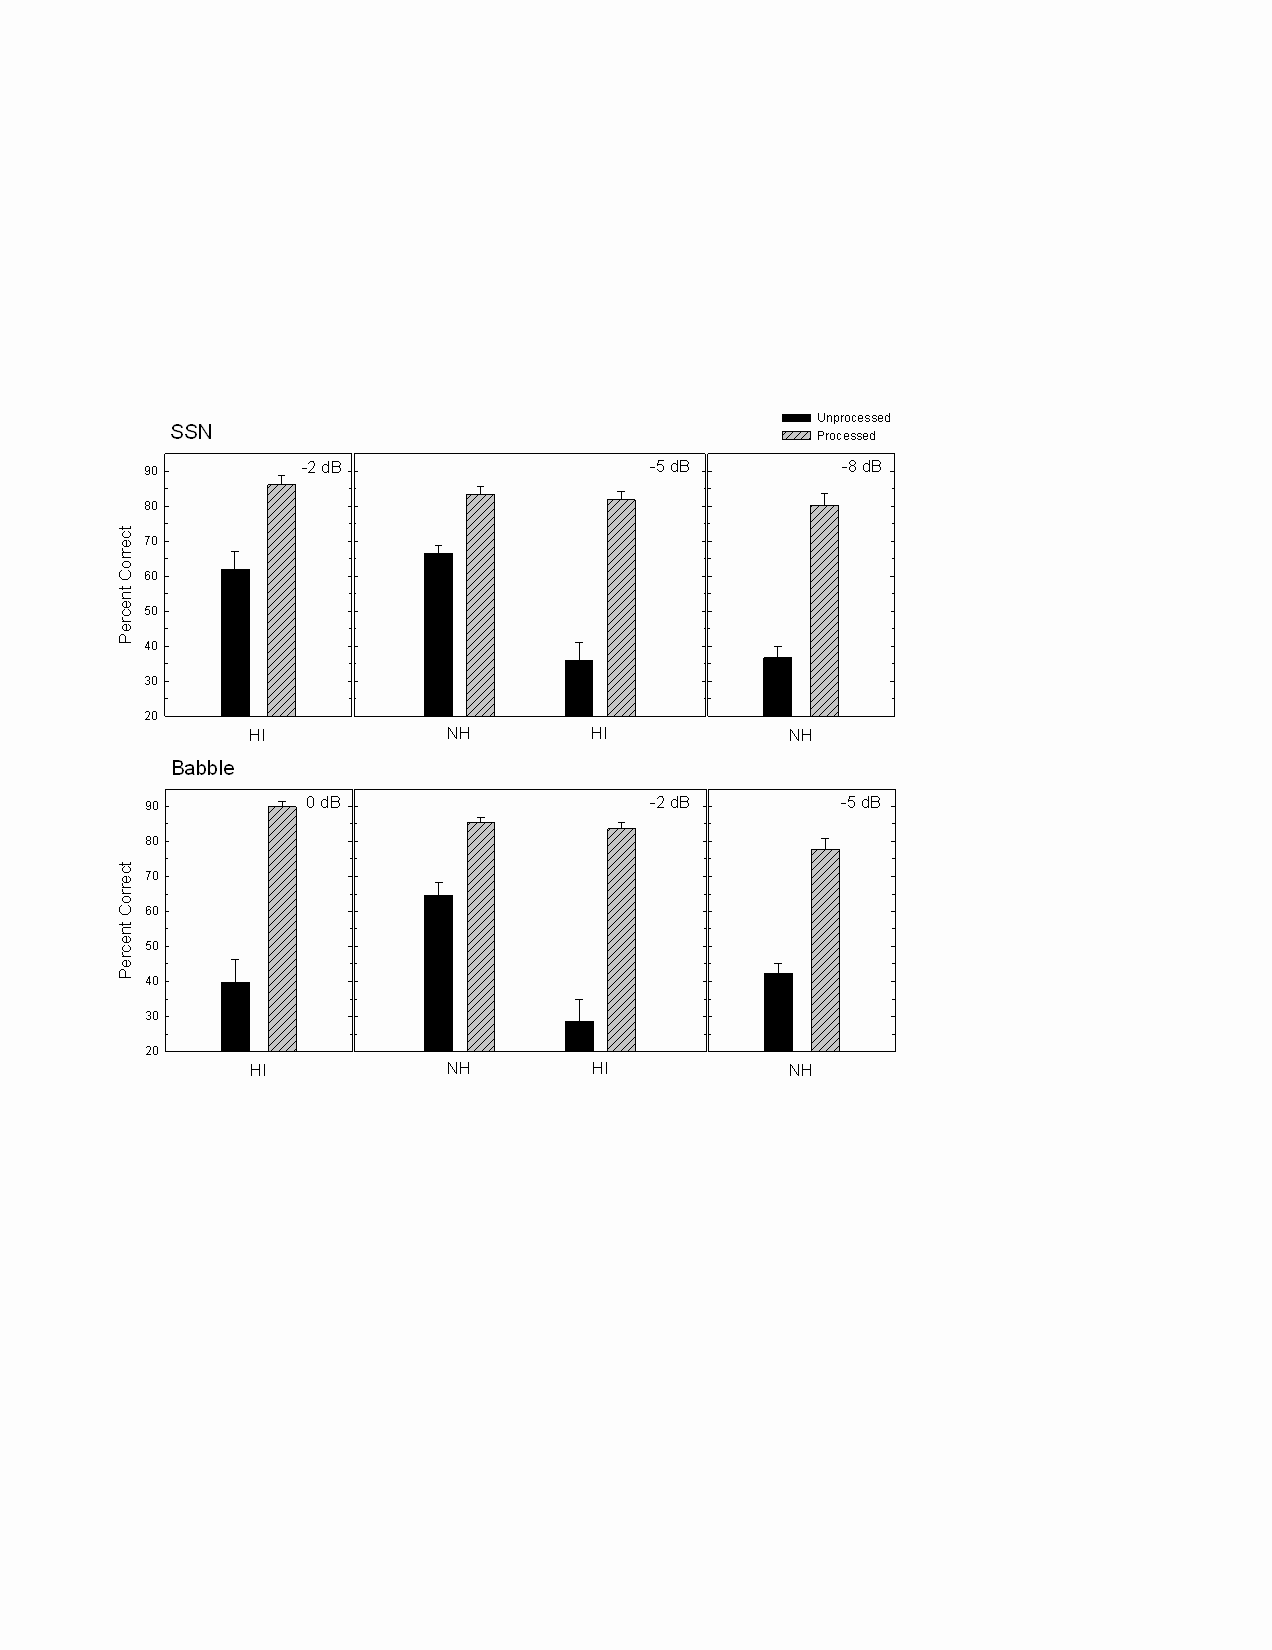 Unprocessed
Processed
SSN
-2 dB
-5 dB
-8 dB
90
80
70
60
50
40
30
20
Percent Correct
HI
NH
HI
NH
Babble
0 dB
-2 dB
-5 dB
90
80
70
60
50
40
30
20
Percent Correct
HI
NH
HI
NH